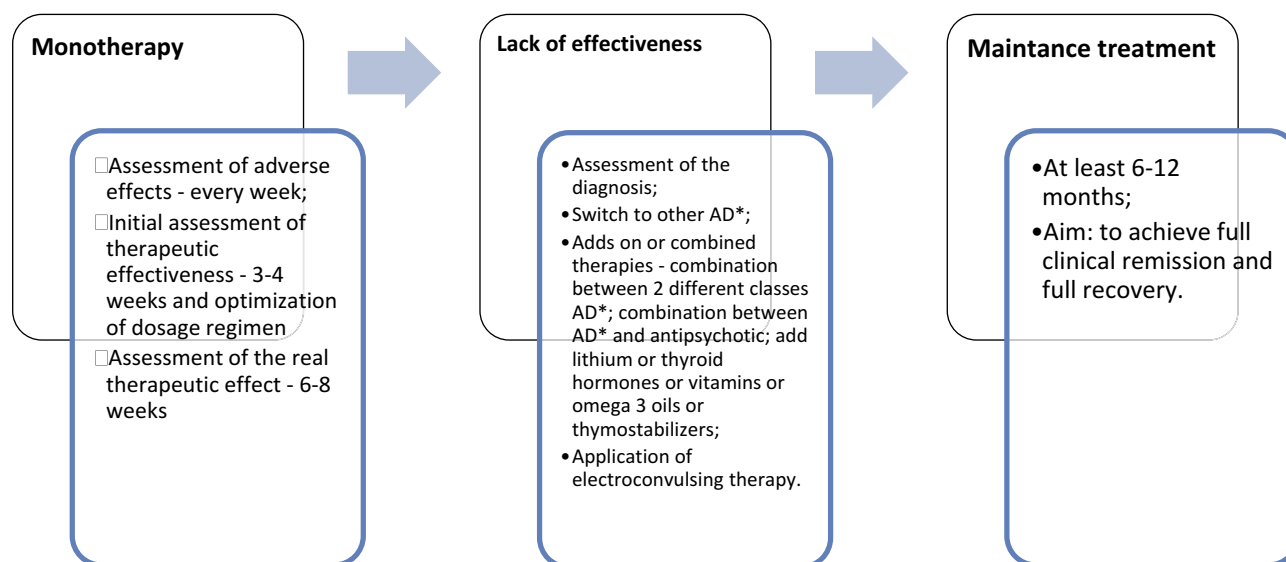 Monotherapy
□Assessment of adverse
effects - every week;
□Initial assessment of
therapeutic
effectiveness - 3-4
weeks and optimization
of dosage regimen
□Assessment of the real
therapeutic effect - 6-8
weeks
Lack of effectiveness
•Assessment of the
diagnosis;
•Switch to other AD*;
•Adds on or combined
therapies - combination
between 2 different classes
AD*; combination between
AD* and antipsychotic; add
lithium or thyroid
hormones or vitamins or
omega 3 oils or
thymostabilizers;
•Application of
electroconvulsing therapy.
Maintance treatment
•At least 6-12
months;
•Aim: to achieve full
clinical remission and
full recovery.